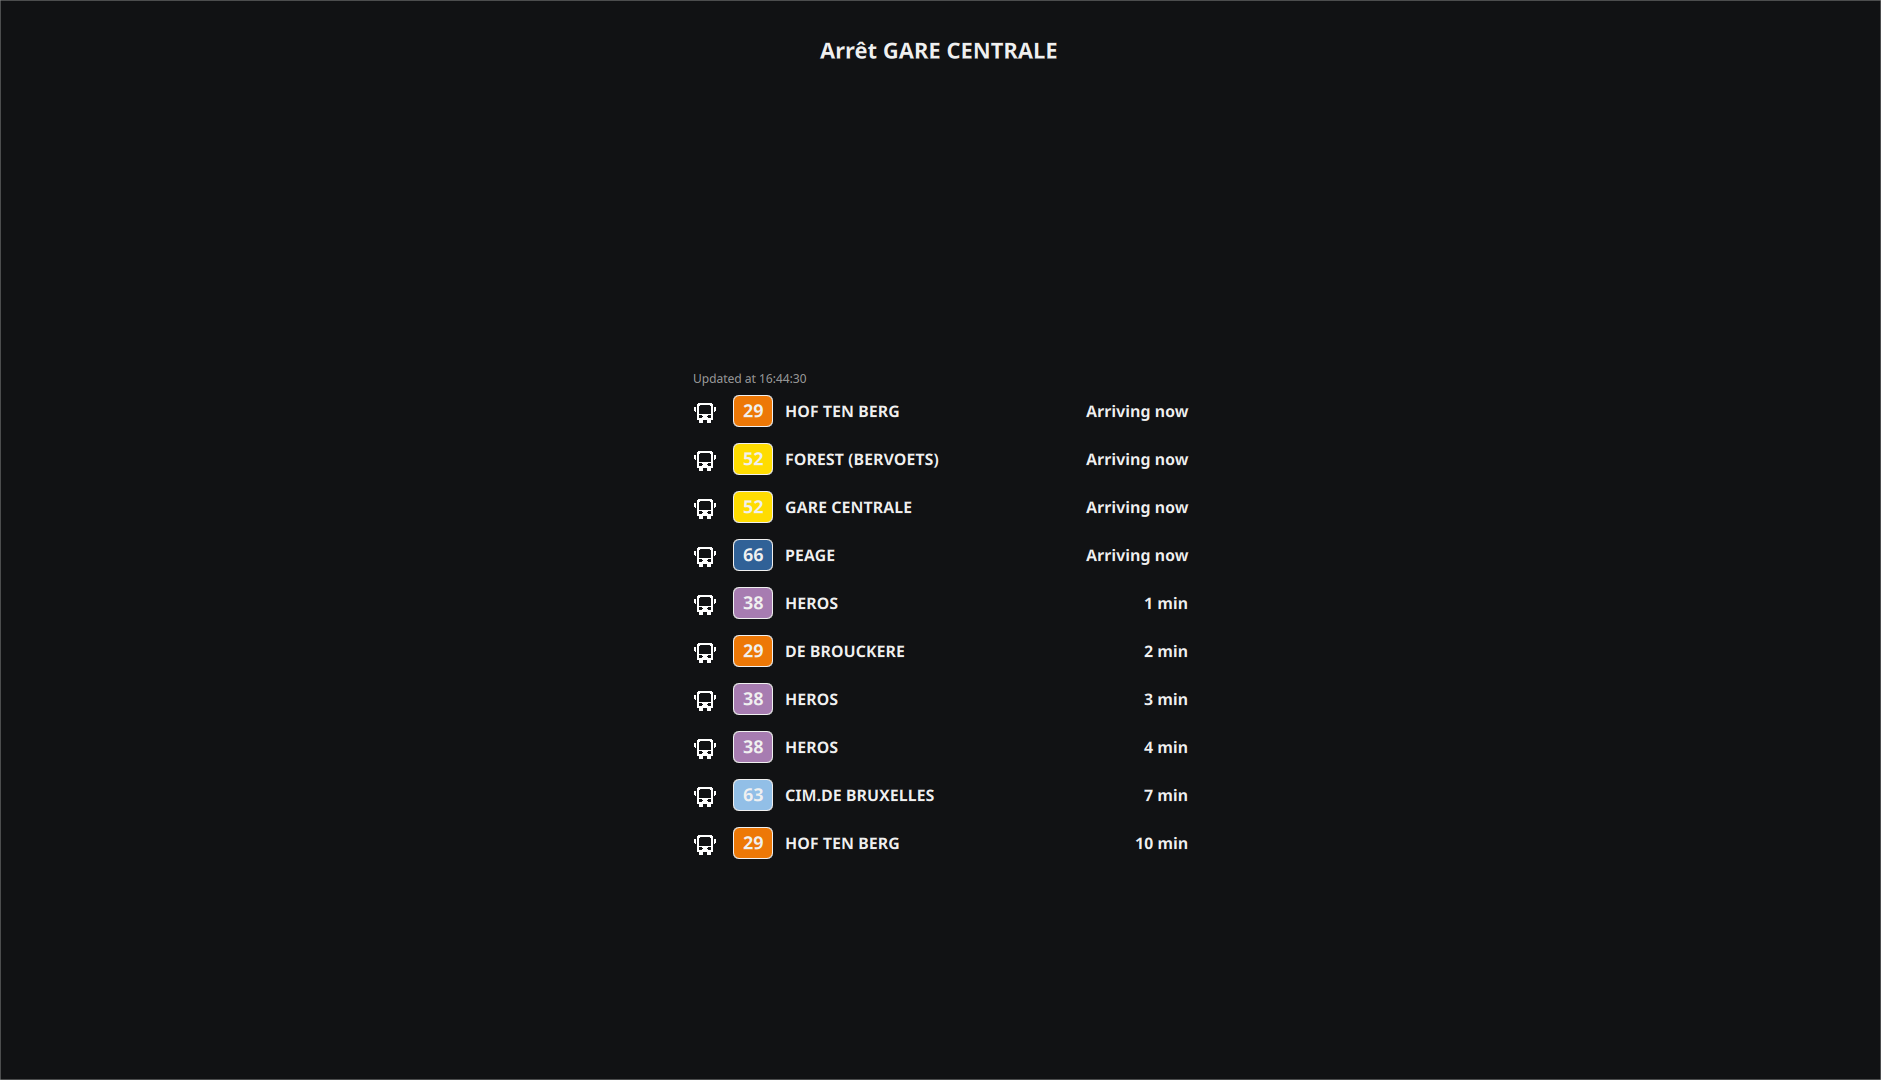 Arrêt GARE CENTRALE
Updated at 16:44:30
29 HOF TEN BERG Arriving now
52 FOREST (BERVOETS) Arriving now
52 GARE CENTRALE Arriving now
66 PEAGE Arriving now
38 HEROS 1 min
29 DE BROUCKERE 2 min
38 HEROS 3 min
38 HEROS 4 min
63 CIM.DE BRUXELLES 7 min
29 HOF TEN BERG 10 min